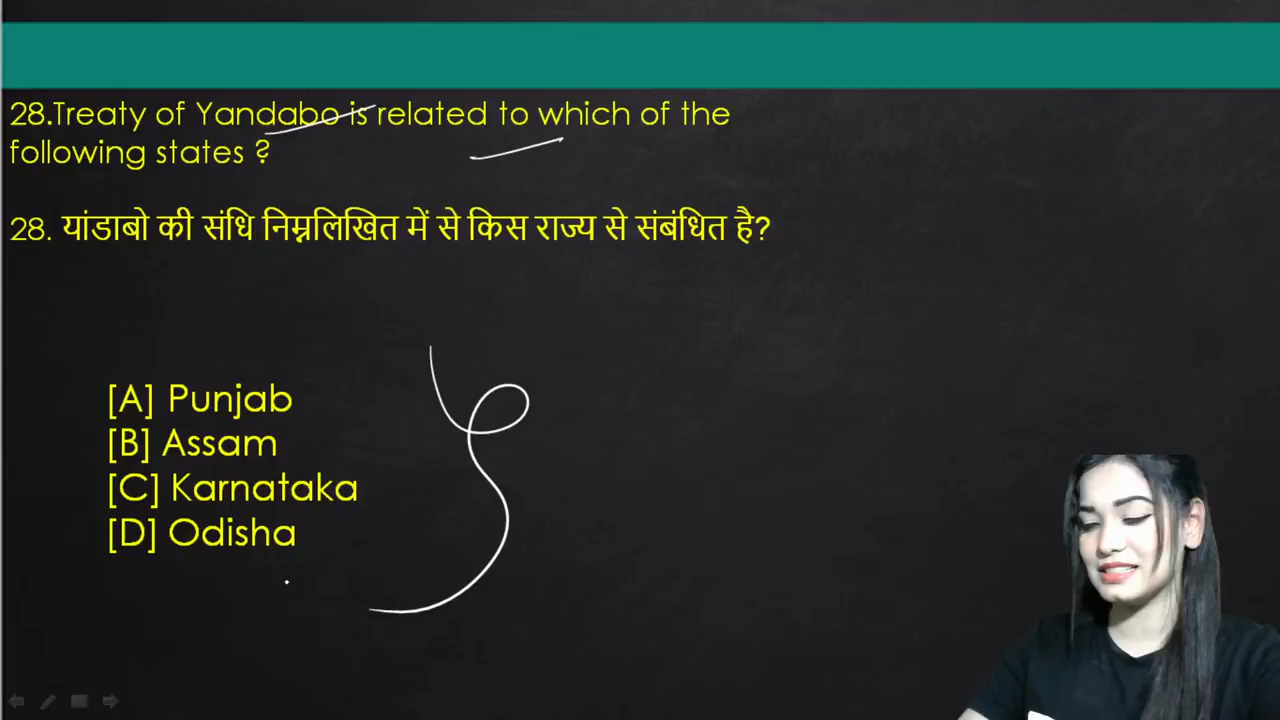 28.Treaty of Yandabo is related to which of the
following states ?
28. यांडाबो की संधि निम्नलिखित में से किस राज्य से संबंधित है?
[A] Punjab
[B] Assam
[C] Karnataka
[D] Odisha